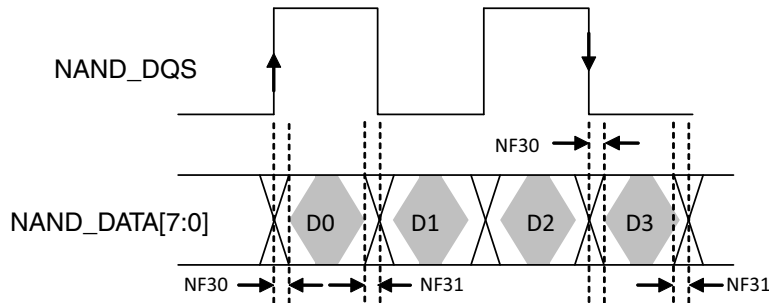 NAND_DQS
NF30
NAND_DATA[7:0]
D0 D1 D2 D3
NF30 NF31 NF31